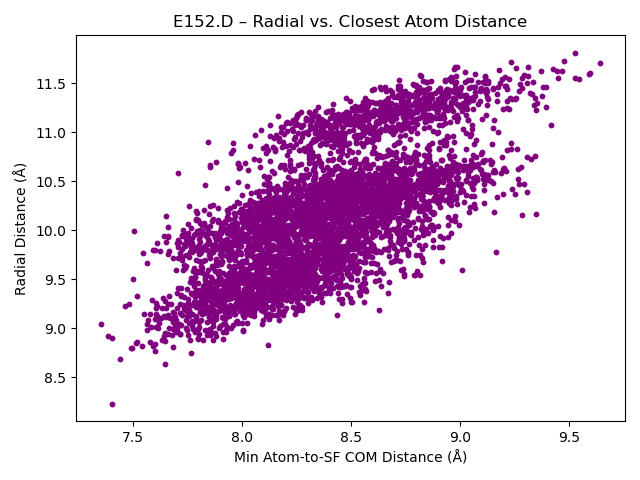 E152.D – Radial vs. Closest Atom Distance
11.5
11.0
10.5
10.0
9.5
9.0
8.5
Radial Distance (Å)
7.5 8.0 8.5 9.0 9.5
Min Atom-to-SF COM Distance (Å)